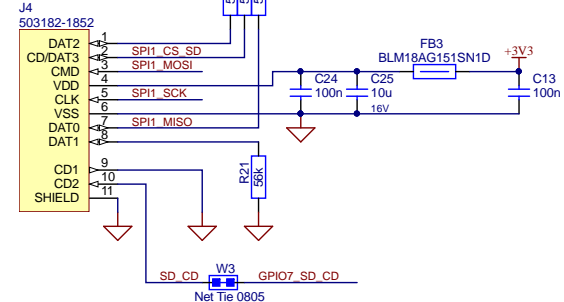 J4
503182-1852
DAT2 1
CD/DAT3 2 SPI1_CS_SD
CMD 3 SPI1_MOSI
VDD 4
CLK 5 SPI1_SCK
VSS 6
DAT0 7 SPI1_MISO
DAT1 8
CD1 9
CD2 10
SHIELD 11
FB3
BLM18AG151SN1D
+3V3
C24
100n
C25
10u
16V
C13
100n
R21
56k
SD_CD W3 GPIO7_SD_CD
Net Tie 0805